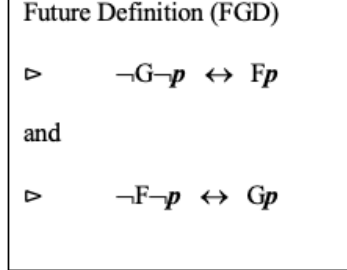 Future Definition (FGD)
⊳ ¬G¬p ↔ Fp
and
⊳ ¬F¬p ↔ Gp